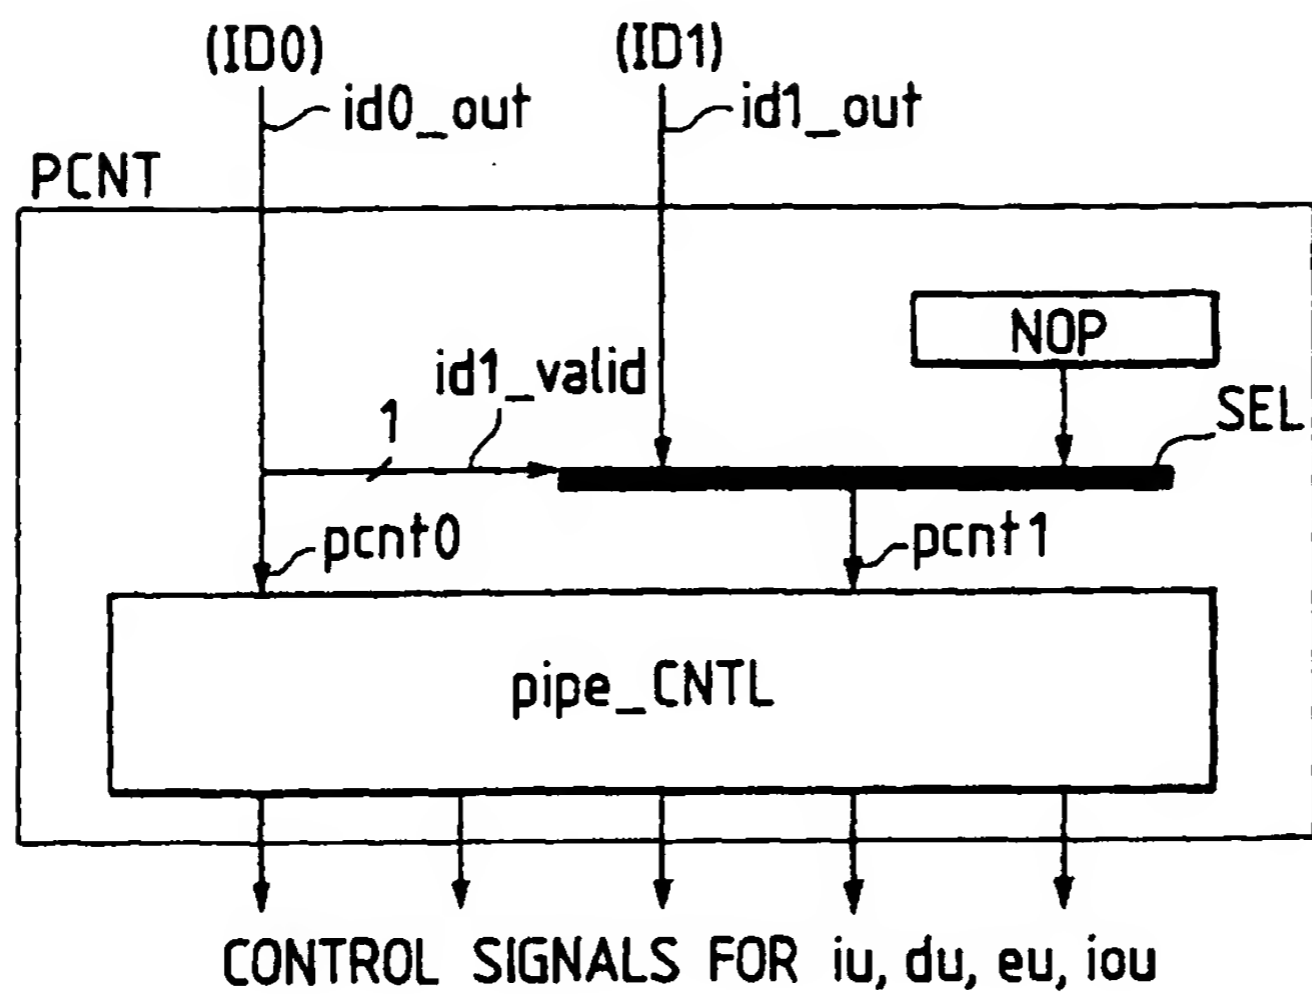 (ID0)
(ID1)
id0_out
id1_out
PCNT
NOP
id1_valid
SEL
1
pcnt0
pcnt1
pipe_CNTL
CONTROL SIGNALS FOR iu, du, eu, iou